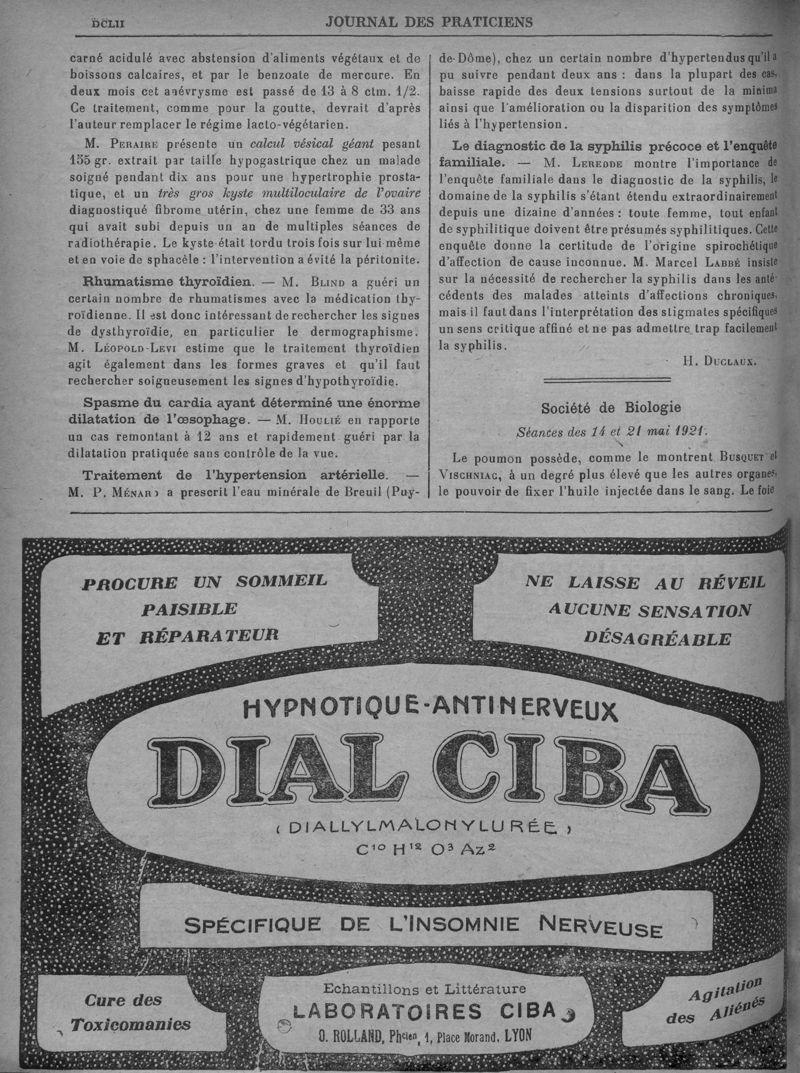 DCLII
JOURNAL DES PRATICIENS
carné acidulé avec abstension d'aliments végétaux et de
boissons calcaires, et par le benzoate de mercure. En
deux mois cet anévrysme est passé de 13 à 8 ctm. 1/2.
Ce traitement, comme pour la goutte, devrait d'après
l'auteur remplacer le régime lacto-végétarien.
M. PERAIRE présente un calcul vésical géant pesant
155 gr. extrait par taille hypogastrique chez un malade
soigné pendant dix ans pour une hypertrophie prosta-
tique, et un très gros kyste multiloculaire de l'ovaire
diagnostiqué fibrome utérin, chez une femme de 33 ans
qui avait subi depuis un an de multiples séances de
radiothérapie. Le kyste était tordu trois fois sur lui même
et en voie de sphacèle : l'intervention a évité la péritonite.
Rhumatisme thyroïdien. — M. BLIND a guéri un
certain nombre de rhumatismes avec la médication thy-
roïdienne. Il est donc intéressant de rechercher les signes
de dysthyroïdie, en particulier le dermographisme.
M. LÉOPOLD-LEVI estime que le traitement thyroïdien
agit également dans les formes graves et qu'il faut
rechercher soigneusement les signes d'hypothyroïdie.
Spasme du cardia ayant déterminé une énorme
dilatation de l'œsophage. — M. HOULIÉ en rapporte
un cas remontant à 12 ans et rapidement guéri par la
dilatation pratiquée sans contrôle de la vue.
Traitement de l'hypertension artérielle. —
M. P. MÉNARD a prescrit l'eau minérale de Breuil (Puy-
de-Dôme), chez un certain nombre d'hypertendus qu'il a
pu suivre pendant deux ans : dans la plupart des cas,
baisse rapide des deux tensions surtout de la minima
ainsi que l'amélioration ou la disparition des symptômes
liés à l'hypertension.
Le diagnostic de la syphilis précoce et l'enquête
familiale. — M. LEREDDE montre l'importance de
l'enquête familiale dans le diagnostic de la syphilis, le
domaine de la syphilis s'étant étendu extraordinairement
depuis une dizaine d'années : toute femme, tout enfant
de syphilitique doivent être présumés syphilitiques. Cette
enquête donne la certitude de l'origine spirochétique
d'affection de cause inconnue. M. Marcel LABBÉ insiste
sur la nécessité de rechercher la syphilis dans les anté-
cédents des malades atteints d'affections chroniques,
mais il faut dans l'interprétation des stigmates spécifiques
un sens critique affiné et ne pas admettre trap facilement
la syphilis.
H. DUCLAUX.
Société de Biologie
Séances des 14 et 21 mai 1921.
Le poumon possède, comme le montrent BUSQUET et
VISCHNIAC, à un degré plus élevé que les autres organes,
le pouvoir de fixer l'huile injectée dans le sang. Le foie
PROCURE UN SOMMEIL
PAISIBLE
ET RÉPARATEUR
NE LAISSE AU RÉVEIL
AUCUNE SENSATION
DÉSAGRÉABLE
HYPNOTIQUE-ANTINERVEUX
DIAL CIBA
( DIALLYLMALONYLURÉE )
C¹⁰ H¹² O³ Az²
SPÉCIFIQUE DE L'INSOMNIE NERVEUSE
Cure des
Toxicomanies
Echantillons et Littérature
LABORATOIRES CIBA
O. ROLLAND, Phcien, 1, Place Morand, LYON
Agitation
des Aliénés